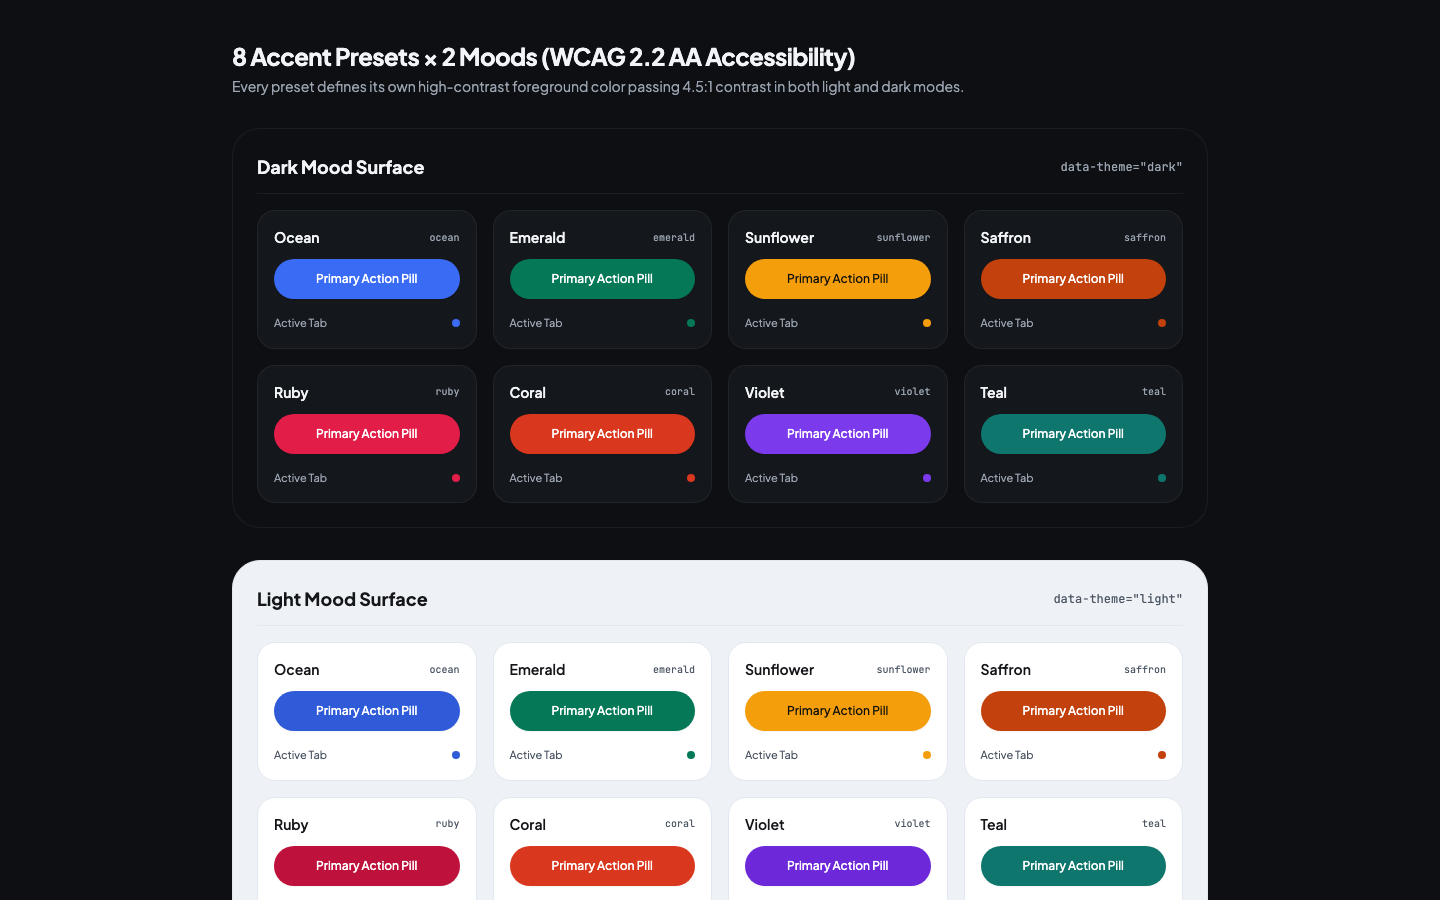 8 Accent Presets × 2 Moods (WCAG 2.2 AA Accessibility)
Every preset defines its own high-contrast foreground color passing 4.5:1 contrast in both light and dark modes.
Dark Mood Surface
data-theme="dark"
Ocean
ocean
Primary Action Pill
Active Tab
Emerald
emerald
Primary Action Pill
Active Tab
Sunflower
sunflower
Primary Action Pill
Active Tab
Saffron
saffron
Primary Action Pill
Active Tab
Ruby
ruby
Primary Action Pill
Active Tab
Coral
coral
Primary Action Pill
Active Tab
Violet
violet
Primary Action Pill
Active Tab
Teal
teal
Primary Action Pill
Active Tab
Light Mood Surface
data-theme="light"
Ocean
ocean
Primary Action Pill
Active Tab
Emerald
emerald
Primary Action Pill
Active Tab
Sunflower
sunflower
Primary Action Pill
Active Tab
Saffron
saffron
Primary Action Pill
Active Tab
Ruby
ruby
Primary Action Pill
Coral
coral
Primary Action Pill
Violet
violet
Primary Action Pill
Teal
teal
Primary Action Pill